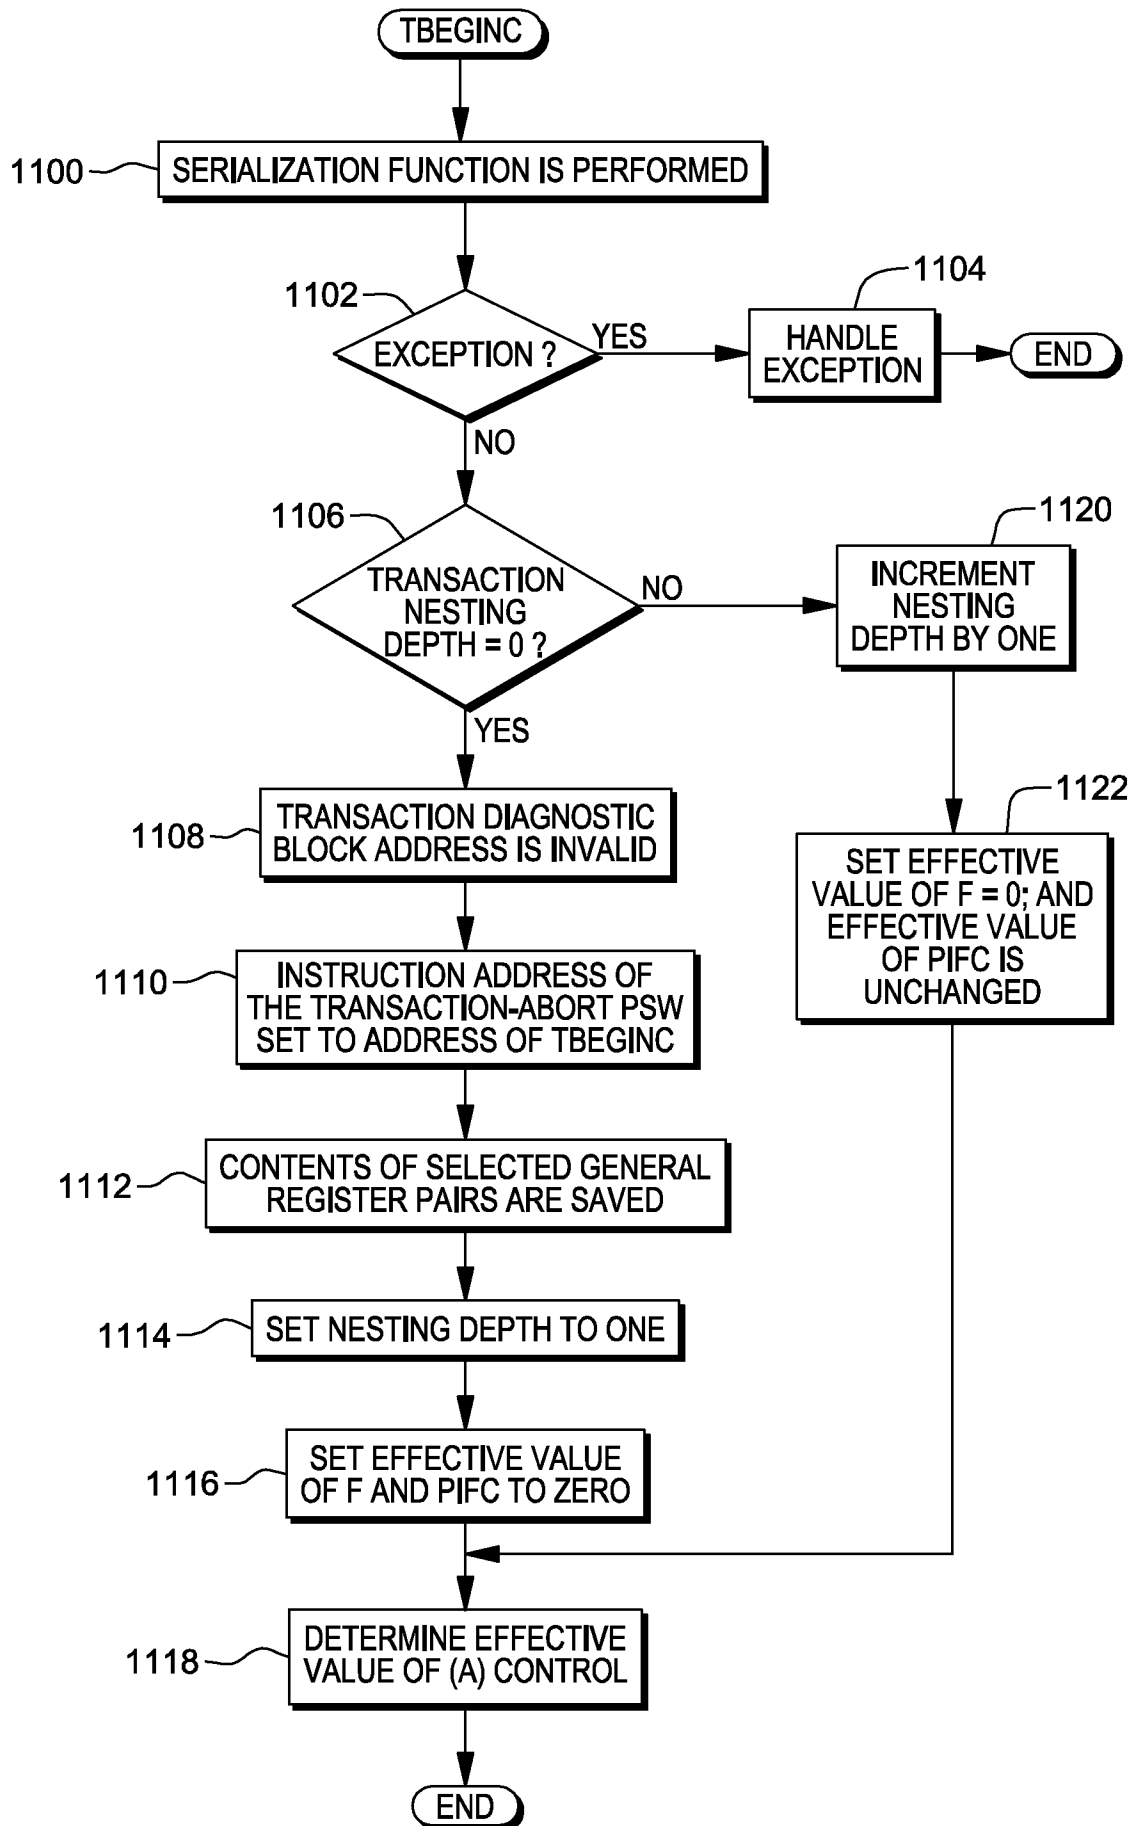 TBEGINC
1100
SERIALIZATION FUNCTION IS PERFORMED
1102
EXCEPTION ?
YES
1104
HANDLE
EXCEPTION
END
NO
1106
TRANSACTION
NESTING
DEPTH = 0 ?
NO
1120
INCREMENT
NESTING
DEPTH BY ONE
YES
1122
SET EFFECTIVE
VALUE OF F = 0; AND
EFFECTIVE VALUE
OF PIFC IS
UNCHANGED
1108
TRANSACTION DIAGNOSTIC
BLOCK ADDRESS IS INVALID
1110
INSTRUCTION ADDRESS OF
THE TRANSACTION-ABORT PSW
SET TO ADDRESS OF TBEGINC
1112
CONTENTS OF SELECTED GENERAL
REGISTER PAIRS ARE SAVED
1114
SET NESTING DEPTH TO ONE
1116
SET EFFECTIVE VALUE
OF F AND PIFC TO ZERO
1118
DETERMINE EFFECTIVE
VALUE OF (A) CONTROL
END